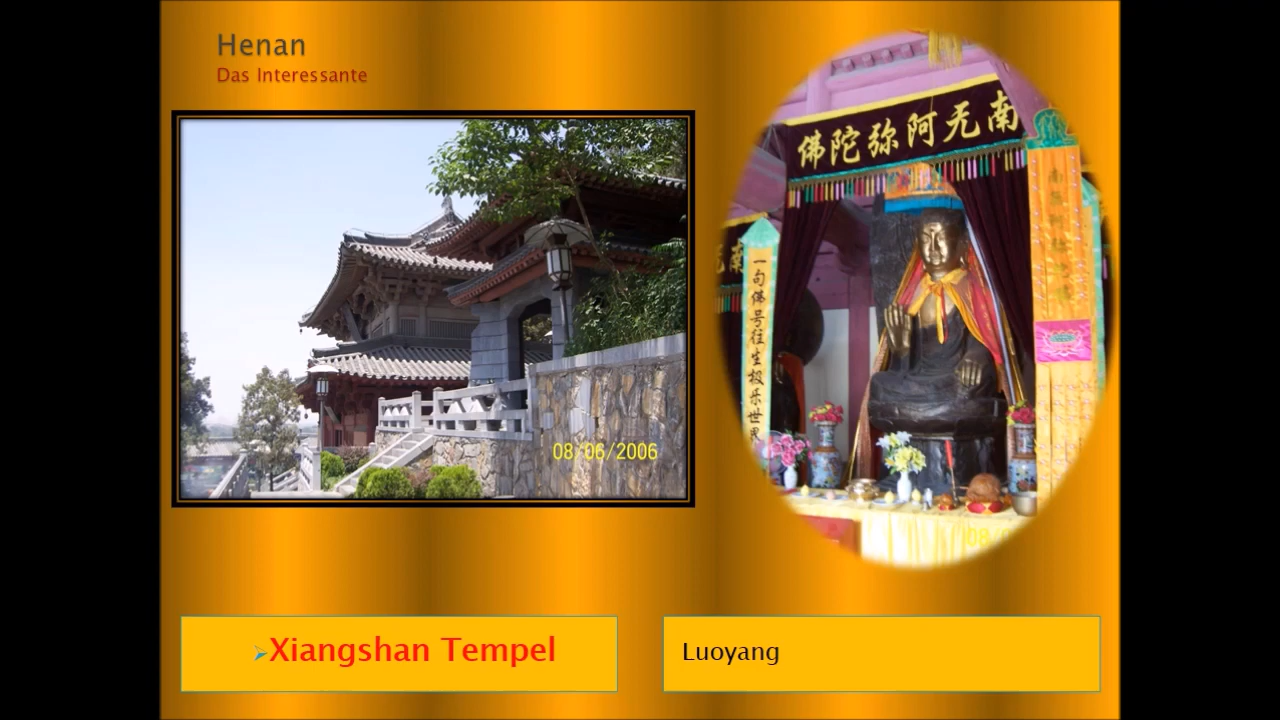 Henan
Das Interessante
08/06/2006
佛陀弥阿无南
一句佛号往生极乐世界
Xiangshan Tempel
Luoyang